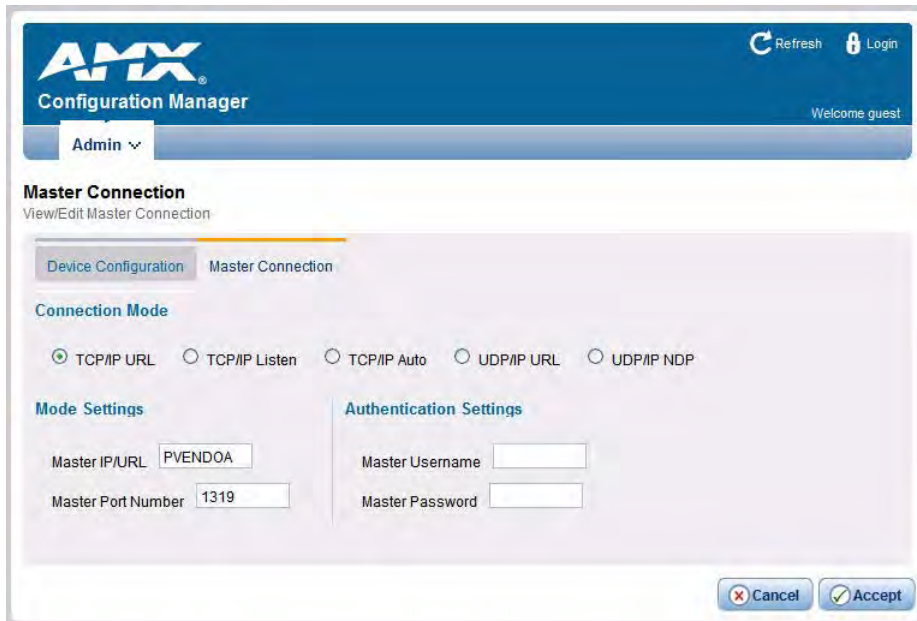 AMX®
Refresh Login
Configuration Manager
Welcome guest
Admin
Master Connection
View/Edit Master Connection
Device Configuration Master Connection
Connection Mode
TCP/IP URL TCP/IP Listen TCP/IP Auto UDP/IP URL UDP/IP NDP
Mode Settings Authentication Settings
Master IP/URL PVENDOA Master Username
Master Port Number 1319 Master Password
Cancel Accept